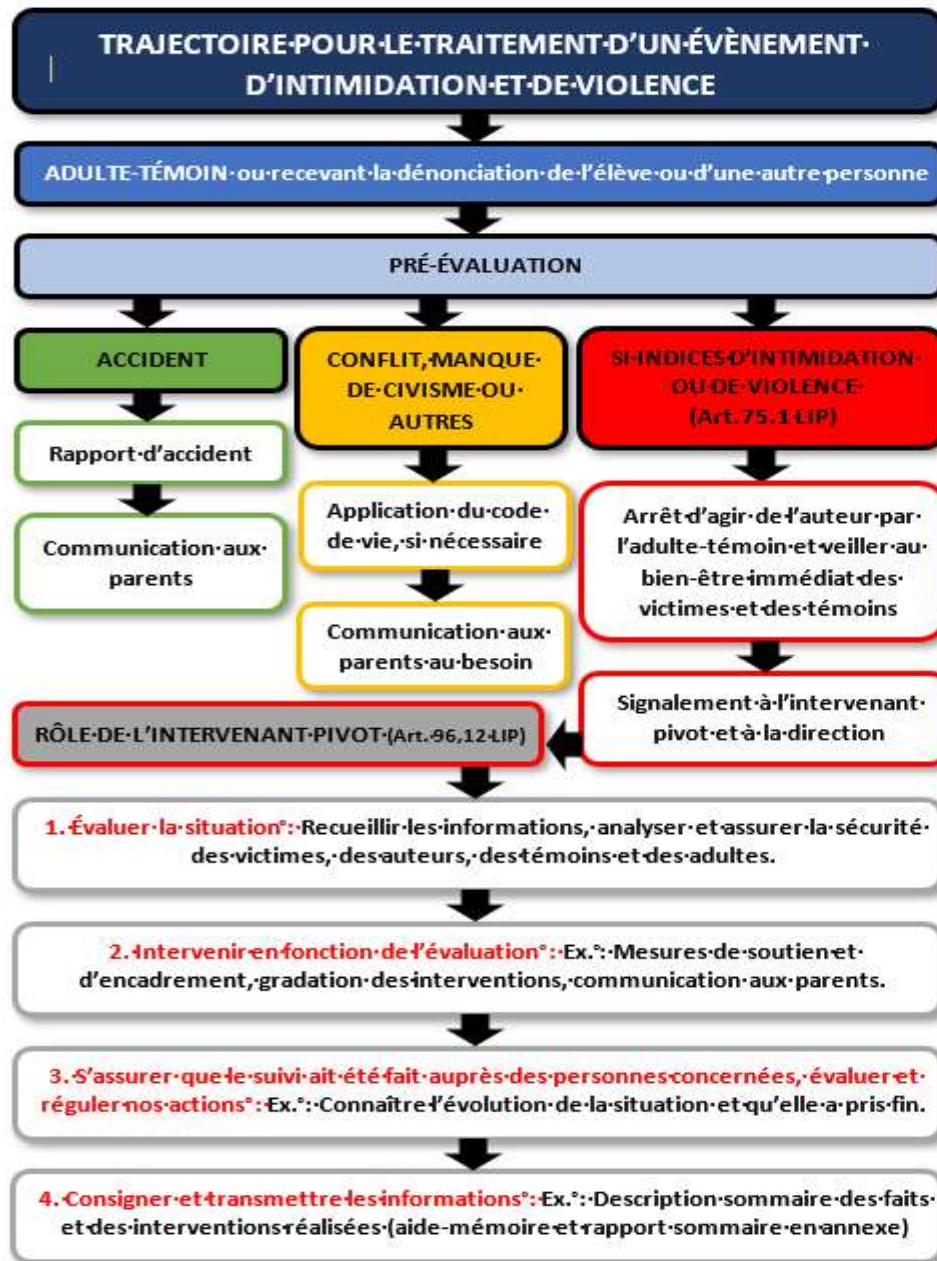 TRAJECTOIRE·POUR·LE·TRAITEMENT·D'UN·ÉVÈNEMENT·
D'INTIMIDATION·ET·DE·VIOLENCE
ADULTE-TÉMOIN·ou·recevant·la·dénonciation·de·l'élève·ou·d'une·autre·personne
PRÉ-ÉVALUATION
ACCIDENT
Rapport·d'accident
Communication·aux·
parents
CONFLIT,·MANQUE·
DE·CIVISME·OU·
AUTRES
Application·du·code·
de·vie,·si·nécessaire
Communication·aux·
parents·au·besoin
SI·INDICES·D'INTIMIDATION·
OU·DE·VIOLENCE·
(Art.·75.1·LIP)
Arrêt·d'agir·de·l'auteur·par·
l'adulte-témoin·et·veiller·au·
bien-être·immédiat·des·
victimes·et·des·témoins
Signalement·à·l'intervenant·
pivot·et·à·la·direction
RÔLE·DE·L'INTERVENANT·PIVOT·(Art.·96,12·LIP)
1.·Évaluer·la·situation°:·Recueillir·les·informations,·analyser·et·assurer·la·sécurité·
des·victimes,·des·auteurs,·des·témoins·et·des·adultes.
2.·Intervenir·en·fonction·de·l'évaluation°:·Ex.°:·Mesures·de·soutien·et·
d'encadrement,·gradation·des·interventions,·communication·aux·parents.
3.·S'assurer·que·le·suivi·ait·été·fait·auprès·des·personnes·concernées,·évaluer·et·
réguler·nos·actions°:·Ex.°:·Connaître·l'évolution·de·la·situation·et·qu'elle·a·pris·fin.
4.·Consigner·et·transmettre·les·informations°:·Ex.°:·Description·sommaire·des·faits·
et·des·interventions·réalisées·(aide-mémoire·et·rapport·sommaire·en·annexe)